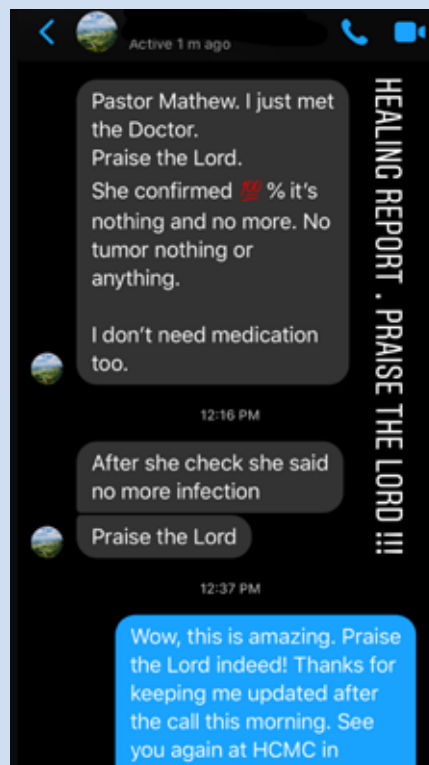 Active 1 m ago
Pastor Mathew. I just met
the Doctor.
Praise the Lord.
She confirmed 💯 % it's
nothing and no more. No
tumor nothing or
anything.
I don't need medication
too.
12:16 PM
After she check she said
no more infection
Praise the Lord
12:37 PM
Wow, this is amazing. Praise
the Lord indeed! Thanks for
keeping me updated after
the call this morning. See
you again at HCMC in
HEALING REPORT . PRAISE THE LORD !!!